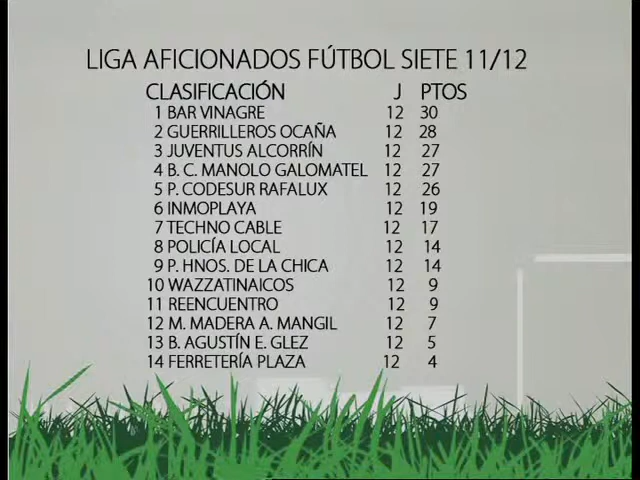 LIGA AFICIONADOS FÚTBOL SIETE 11/12
CLASIFICACIÓN J PTOS
1 BAR VINAGRE 12 30
2 GUERRILLEROS OCAÑA 12 28
3 JUVENTUS ALCORRÍN 12 27
4 B. C. MANOLO GALOMATEL 12 27
5 P. CODESUR RAFALUX 12 26
6 INMOPLAYA 12 19
7 TECHNO CABLE 12 17
8 POLICÍA LOCAL 12 14
9 P. HNOS. DE LA CHICA 12 14
10 WAZZATINAICOS 12 9
11 REENCUENTRO 12 9
12 M. MADERA A. MANGIL 12 7
13 B. AGUSTÍN E. GLEZ 12 5
14 FERRETERÍA PLAZA 12 4